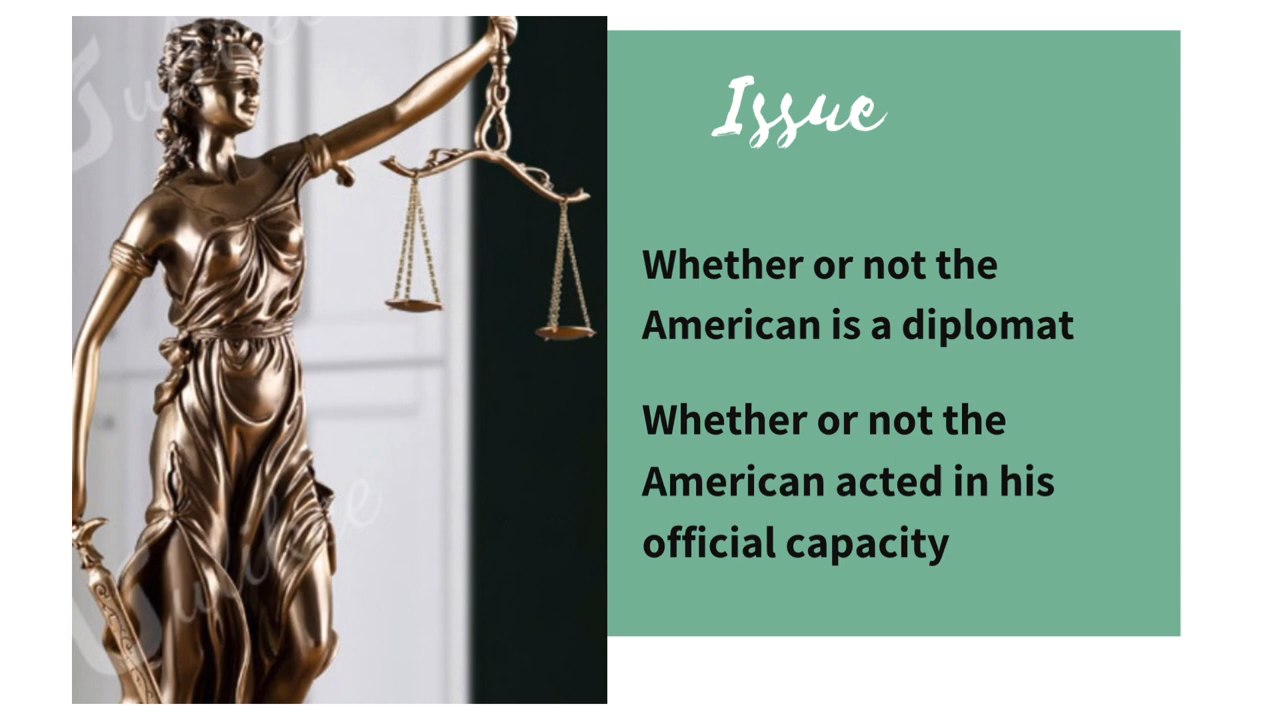 Issue
Whether or not the
American is a diplomat
Whether or not the
American acted in his
official capacity